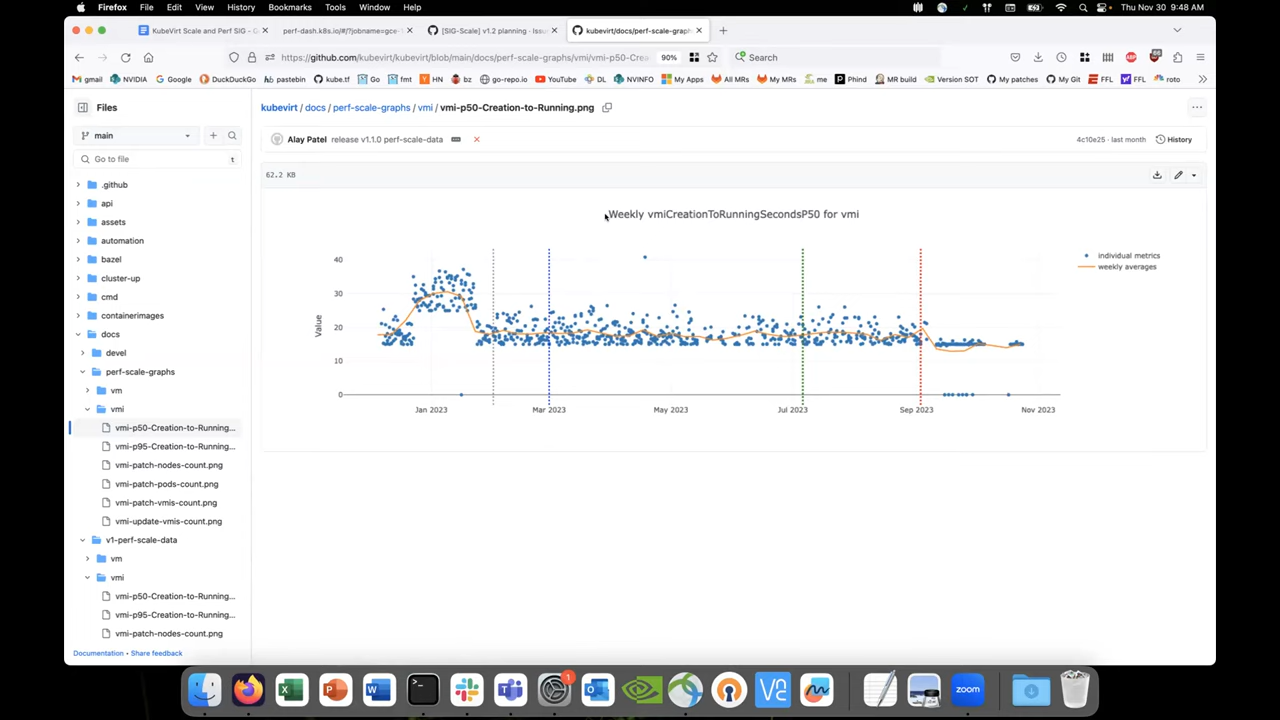 Firefox File Edit View History Bookmarks Tools Window Help Thu Nov 30 9:48 AM
KubeVirt Scale and Perf SIG - G
perf-dash.k8s.io/#/?jobname=gce-
[SIG-Scale] v1.2 planning · Issu
kubevirt/docs/perf-scale-graph
https://github.com/kubevirt/kubevirt/blob/main/docs/perf-scale-graphs/vmi/vmi-p50-Crea
90%
Search
gmail NVIDIA Google DuckDuckGo pastebin kube.tf Go fmt HN bz go-repo.io YouTube DL NVINFO My Apps All MRs My MRs me Phind MR build Version SOT My patches My Git FFL FFL roto
Files
main
Go to file
t
.github
api
assets
automation
bazel
cluster-up
cmd
containerimages
docs
devel
perf-scale-graphs
vm
vmi
vmi-p50-Creation-to-Running...
vmi-p95-Creation-to-Running...
vmi-patch-nodes-count.png
vmi-patch-pods-count.png
vmi-patch-vmis-count.png
vmi-update-vmis-count.png
v1-perf-scale-data
vm
vmi
vmi-p50-Creation-to-Running...
vmi-p95-Creation-to-Running...
vmi-patch-nodes-count.png
Documentation • Share feedback
kubevirt / docs / perf-scale-graphs / vmi / vmi-p50-Creation-to-Running.png
Alay Patel release v1.1.0 perf-scale-data
4c10e25 · last month
History
62.2 KB
Weekly vmiCreationToRunningSecondsP50 for vmi
individual metrics
weekly averages
Value
40
30
20
10
0
Jan 2023 Mar 2023 May 2023 Jul 2023 Sep 2023 Nov 2023
1
zoom